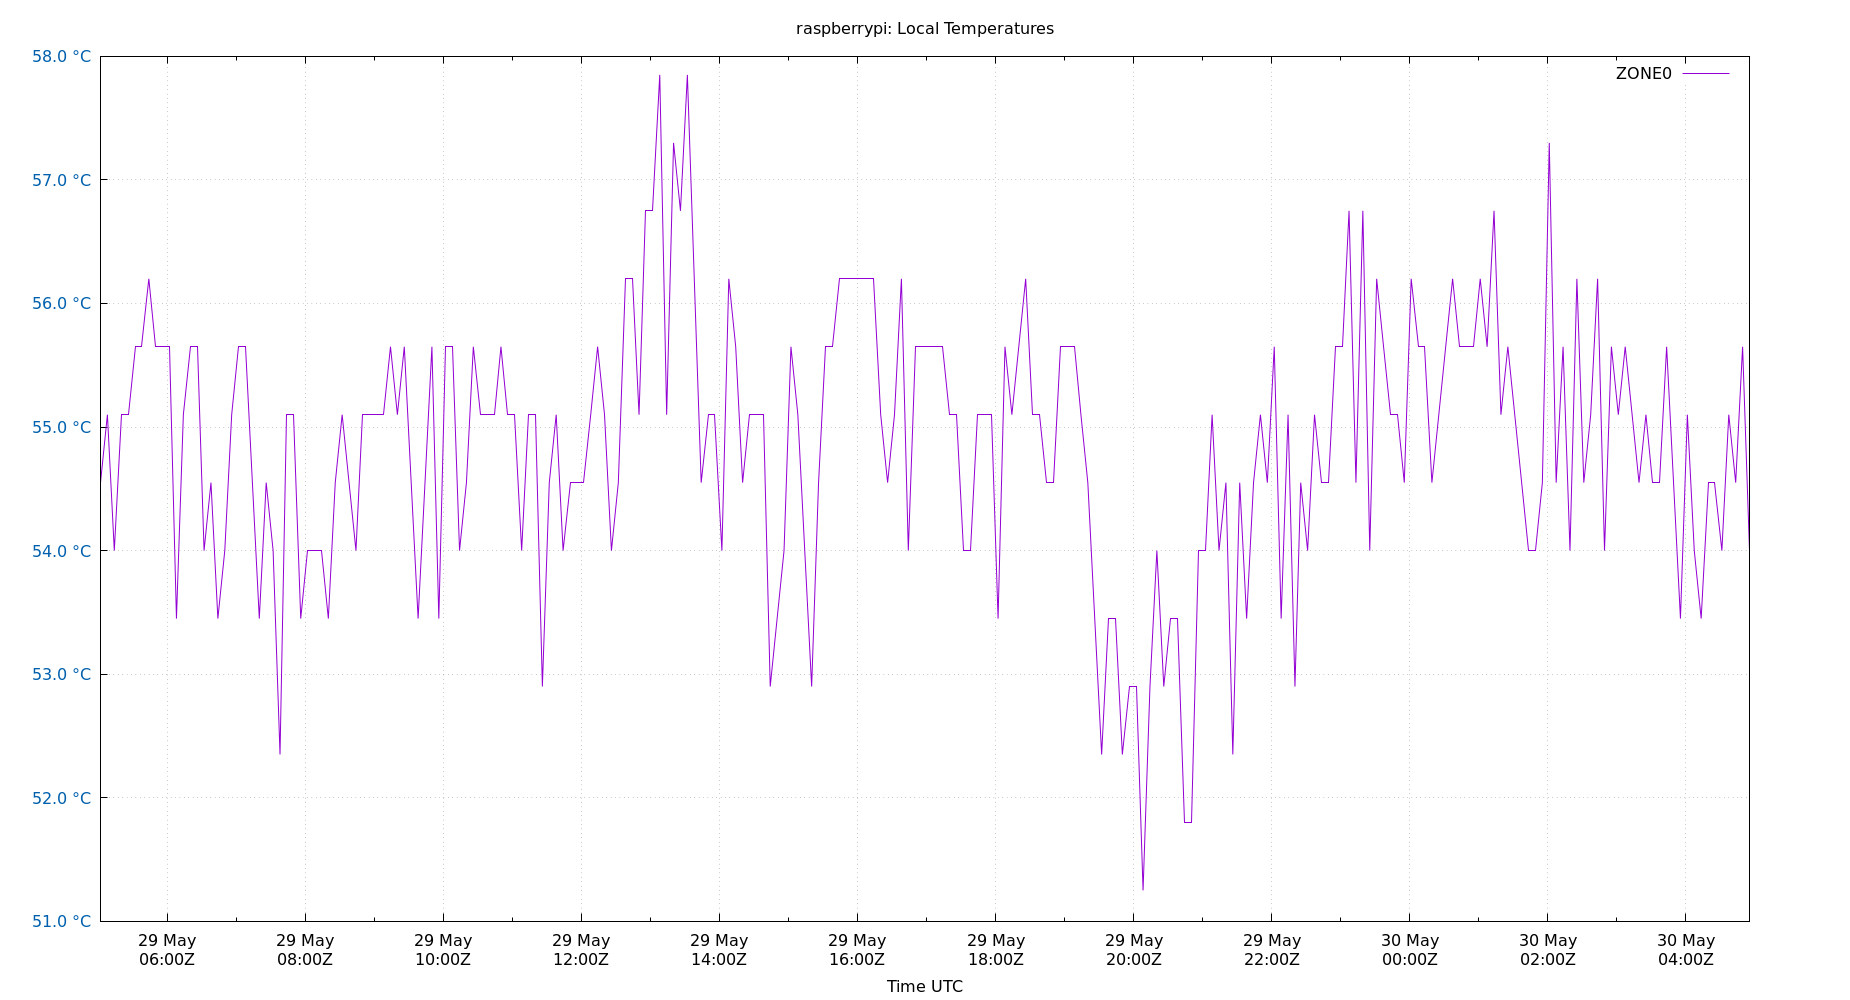 raspberrypi: Local Temperatures
58.0 °C
ZONE0
57.0 °C
56.0 °C
55.0 °C
54.0 °C
53.0 °C
52.0 °C
51.0 °C
29 May 29 May 29 May 29 May 29 May 29 May 29 May 29 May 29 May 30 May 30 May 30 May
06:00Z 08:00Z 10:00Z 12:00Z 14:00Z 16:00Z 18:00Z 20:00Z 22:00Z 00:00Z 02:00Z 04:00Z
Time UTC